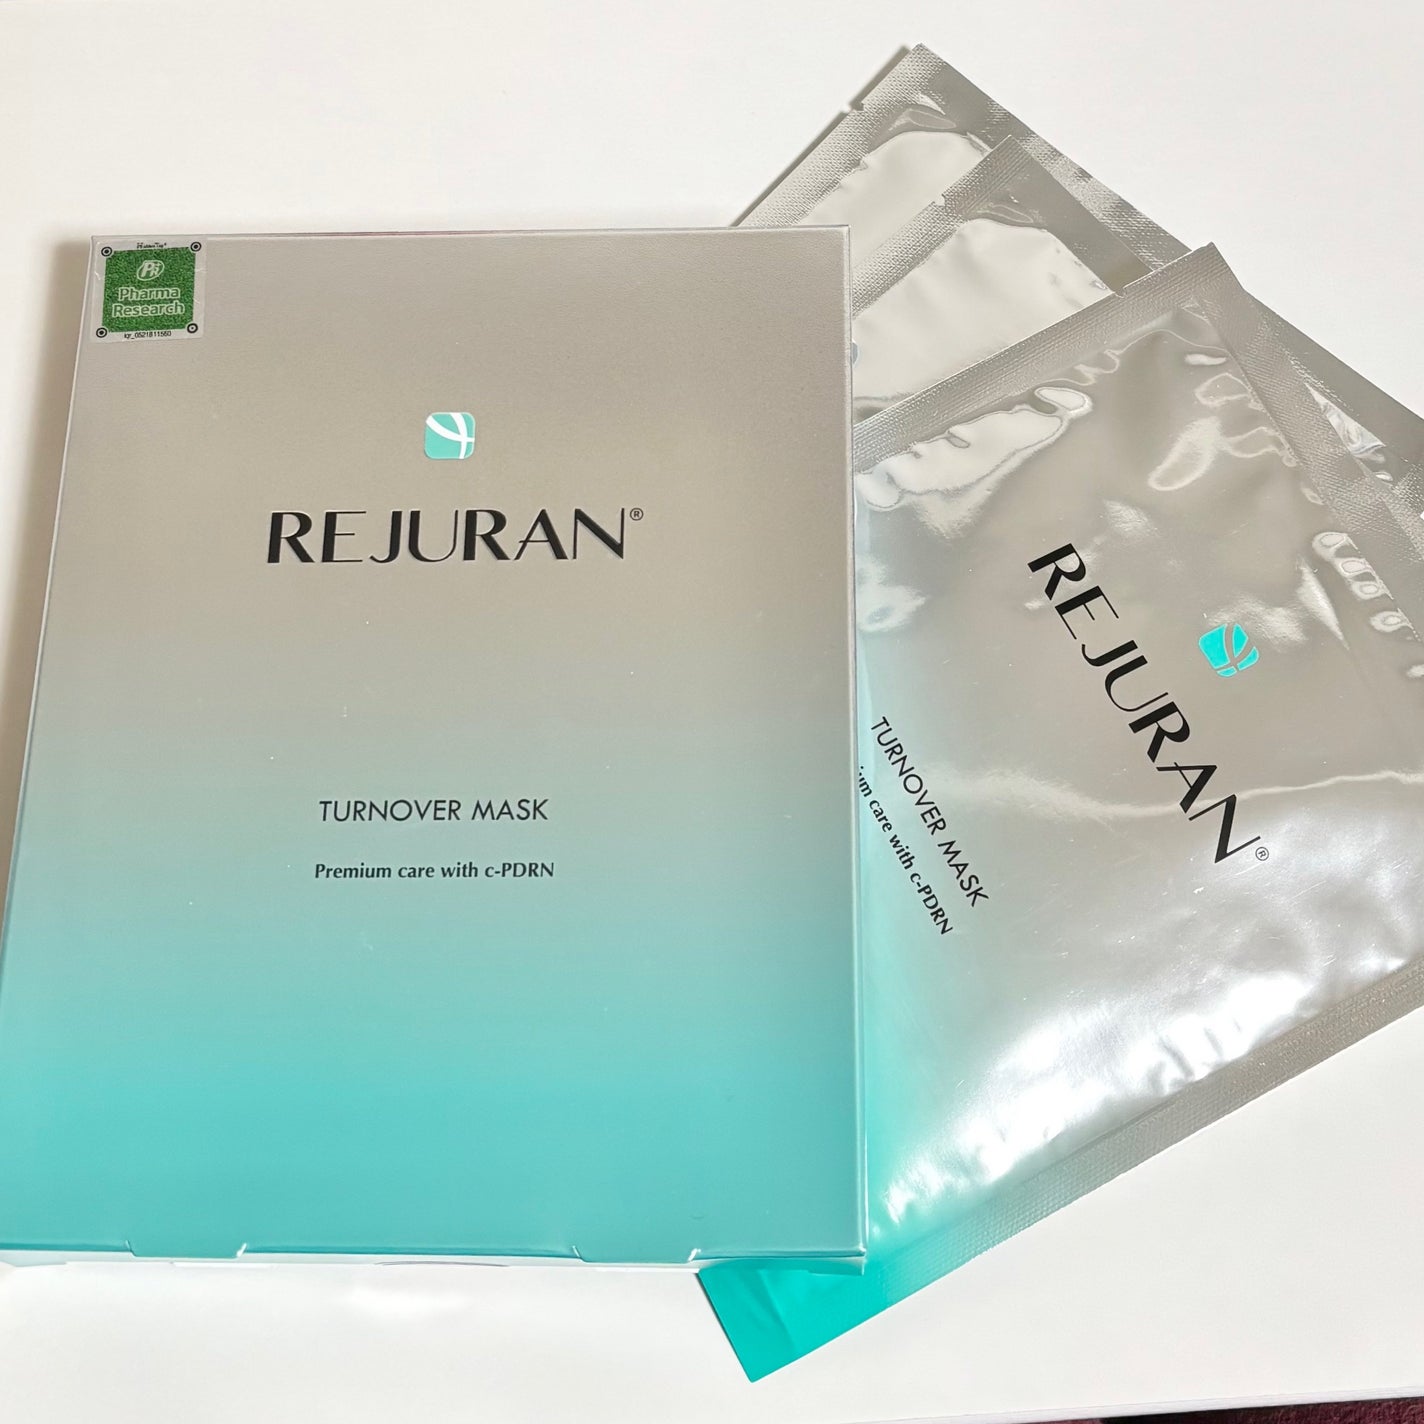 Pharma
Research
REJURAN®
TURNOVER MASK
Premium care with c-PDRN
REJURAN®
TURNOVER MASK
care with c-PDRN